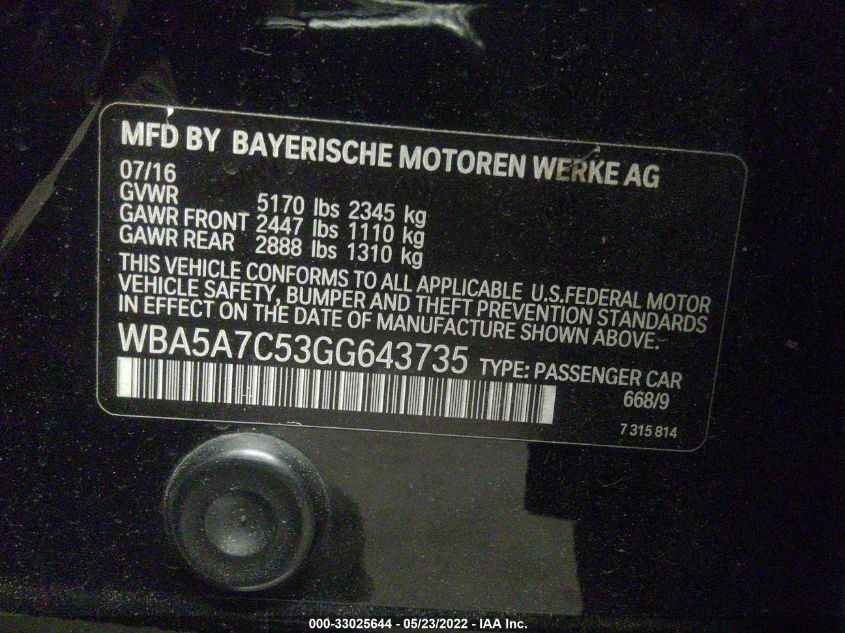 MFD BY BAYERISCHE MOTOREN WERKE AG
07/16
GVWR 5170 lbs 2345 kg
GAWR FRONT 2447 lbs 1110 kg
GAWR REAR 2888 lbs 1310 kg
THIS VEHICLE CONFORMS TO ALL APPLICABLE U.S.FEDERAL MOTOR
VEHICLE SAFETY, BUMPER AND THEFT PREVENTION STANDARDS
IN EFFECT ON THE DATE OF MANUFACTURE SHOWN ABOVE:
WBA5A7C53GG643735 TYPE: PASSENGER CAR
668/9
7 315 814
000-33025644 - 05/23/2022 - IAA Inc.